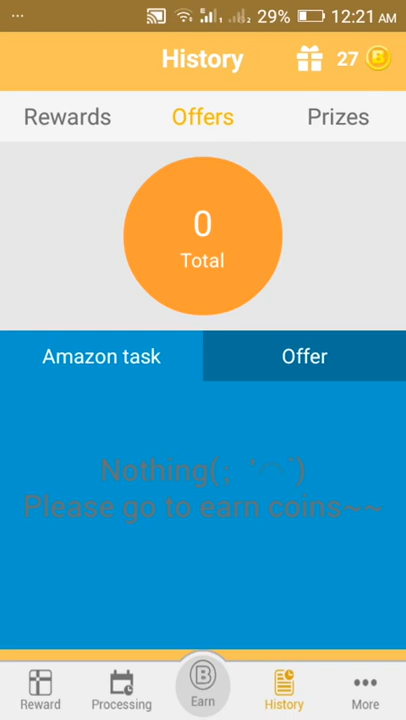 29% 12:21 AM
History 27
Rewards Offers Prizes
0
Total
Amazon task Offer
Nothing(; ´⌒`)
Please go to earn coins~~
Reward Processing Earn History More